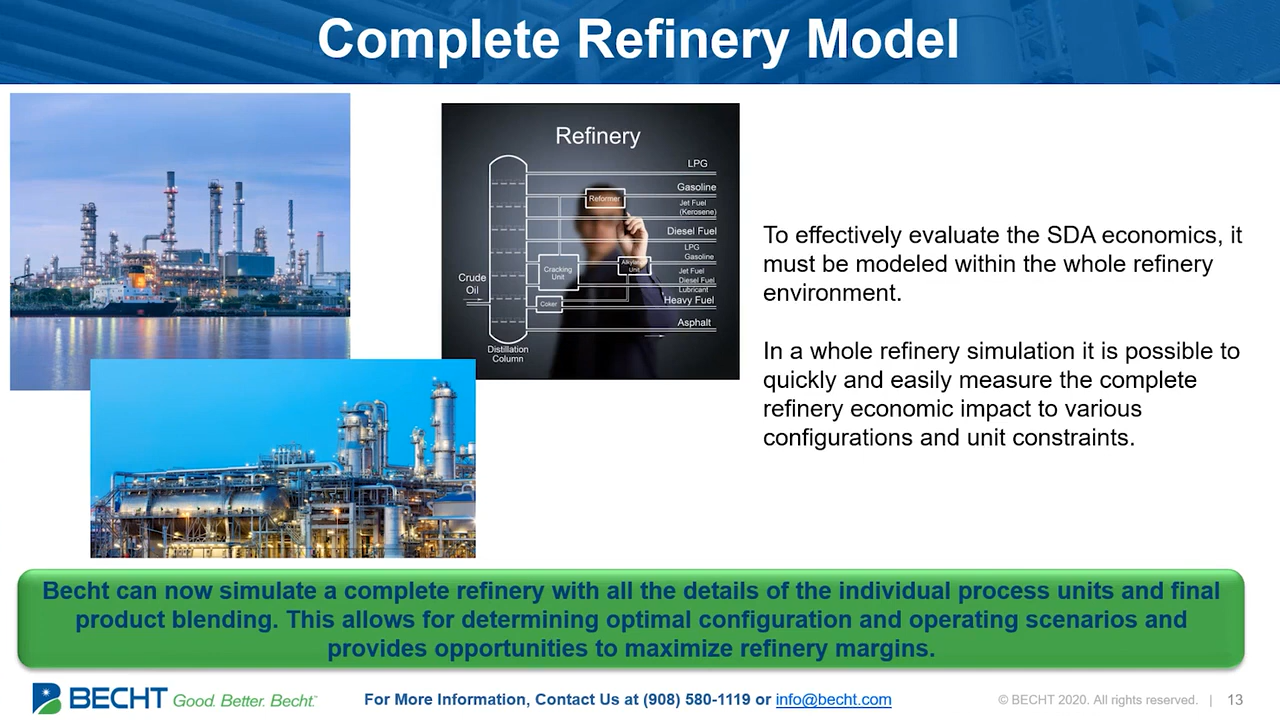 Complete Refinery Model
Refinery
LPG
Gasoline
Reformer
Jet Fuel
(Kerosene)
Diesel Fuel
LPG
Gasoline
Cracking
Unit
Unit
Jet Fuel
Diesel Fuel
Lubricant
Crude
Oil
Coker
Heavy Fuel
Asphalt
Distillation
Column
To effectively evaluate the SDA economics, it
must be modeled within the whole refinery
environment.
In a whole refinery simulation it is possible to
quickly and easily measure the complete
refinery economic impact to various
configurations and unit constraints.
Becht can now simulate a complete refinery with all the details of the individual process units and final
product blending. This allows for determining optimal configuration and operating scenarios and
provides opportunities to maximize refinery margins.
BECHT Good. Better. Becht.™
For More Information, Contact Us at (908) 580-1119 or info@becht.com
© BECHT 2020. All rights reserved. | 13